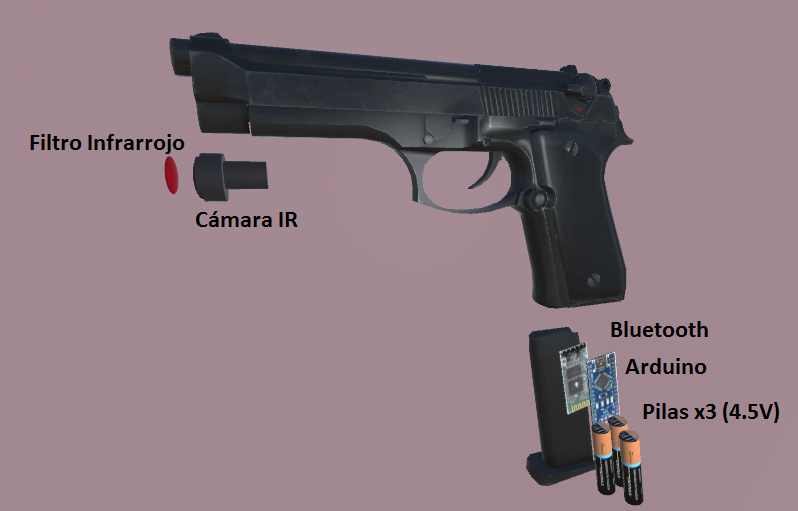 Filtro Infrarrojo
Cámara IR
Bluetooth
Arduino
Pilas x3 (4.5V)